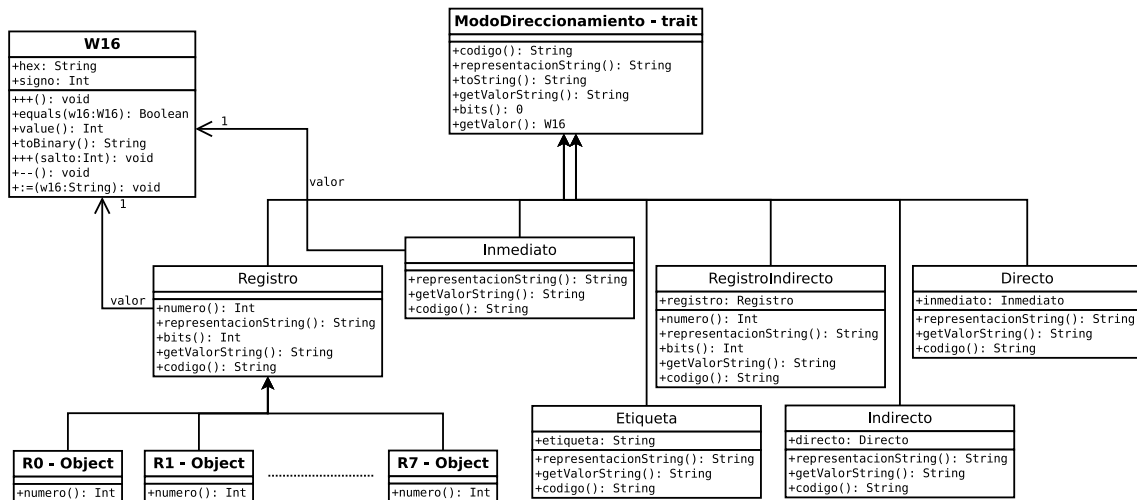 ModoDireccionamiento - trait
+codigo(): String
+representacionString(): String
+toString(): String
+getValorString(): String
+bits(): 0
+getValor(): W16
W16
+hex: String
+signo: Int
+++(): void
+equals(w16:W16): Boolean
+value(): Int
+toBinary(): String
+++(salto:Int): void
+--(): void
+:=(w16:String): void
1
valor
1
valor
Registro
+numero(): Int
+representacionString(): String
+bits(): Int
+getValorString(): String
+codigo(): String
Inmediato
+representacionString(): String
+getValorString(): String
+codigo(): String
RegistroIndirecto
+registro: Registro
+numero(): Int
+representacionString(): String
+bits(): Int
+getValorString(): String
+codigo(): String
Directo
+inmediato: Inmediato
+representacionString(): String
+getValorString(): String
+codigo(): String
Etiqueta
+etiqueta: String
+representacionString(): String
+getValorString(): String
+codigo(): String
Indirecto
+directo: Directo
+representacionString(): String
+getValorString(): String
+codigo(): String
R0 - Object
+numero(): Int
R1 - Object
+numero(): Int
R7 - Object
+numero(): Int